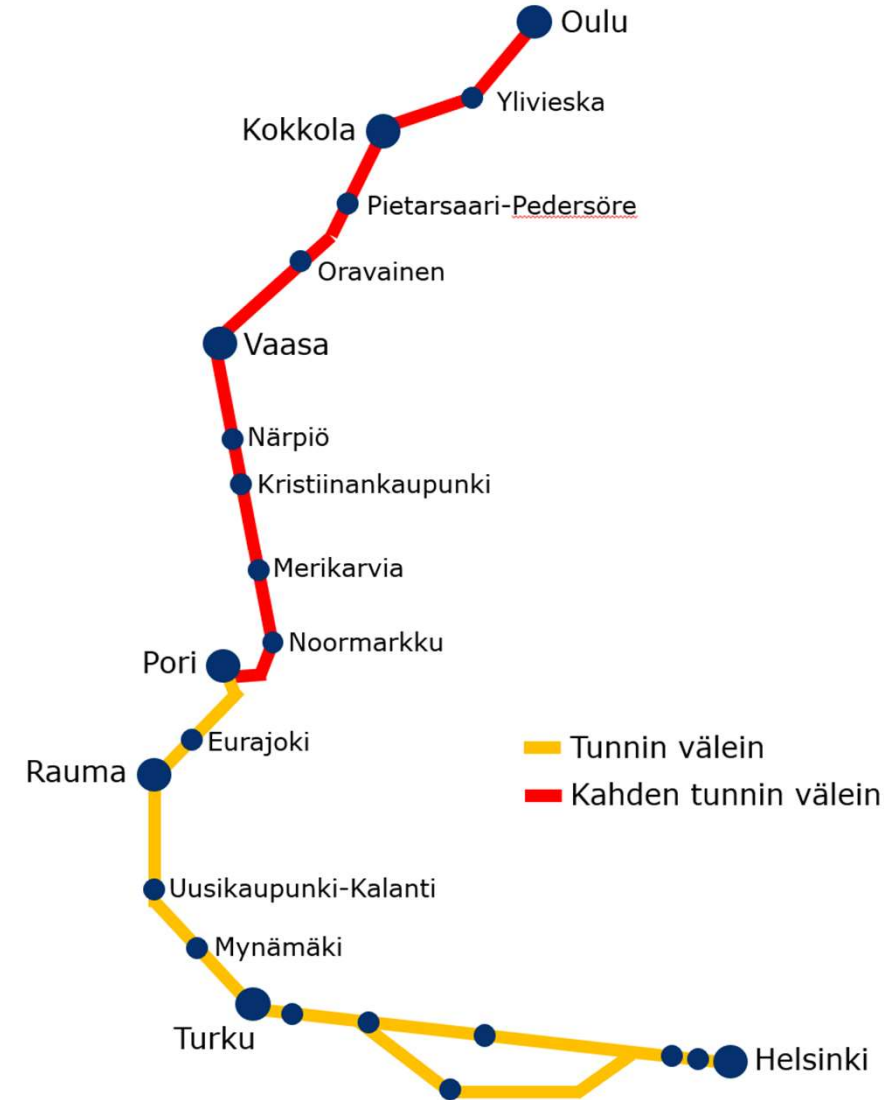 Oulu
Ylivieska
Kokkola
Pietarsaari-Pedersöre
Oravainen
Vaasa
Närpiö
Kristiinankaupunki
Merikarvia
Noormarkku
Pori
Eurajoki
Tunnin välein
Rauma
Kahden tunnin välein
Uusikaupunki-Kalanti
Mynämäki
Turku
Helsinki